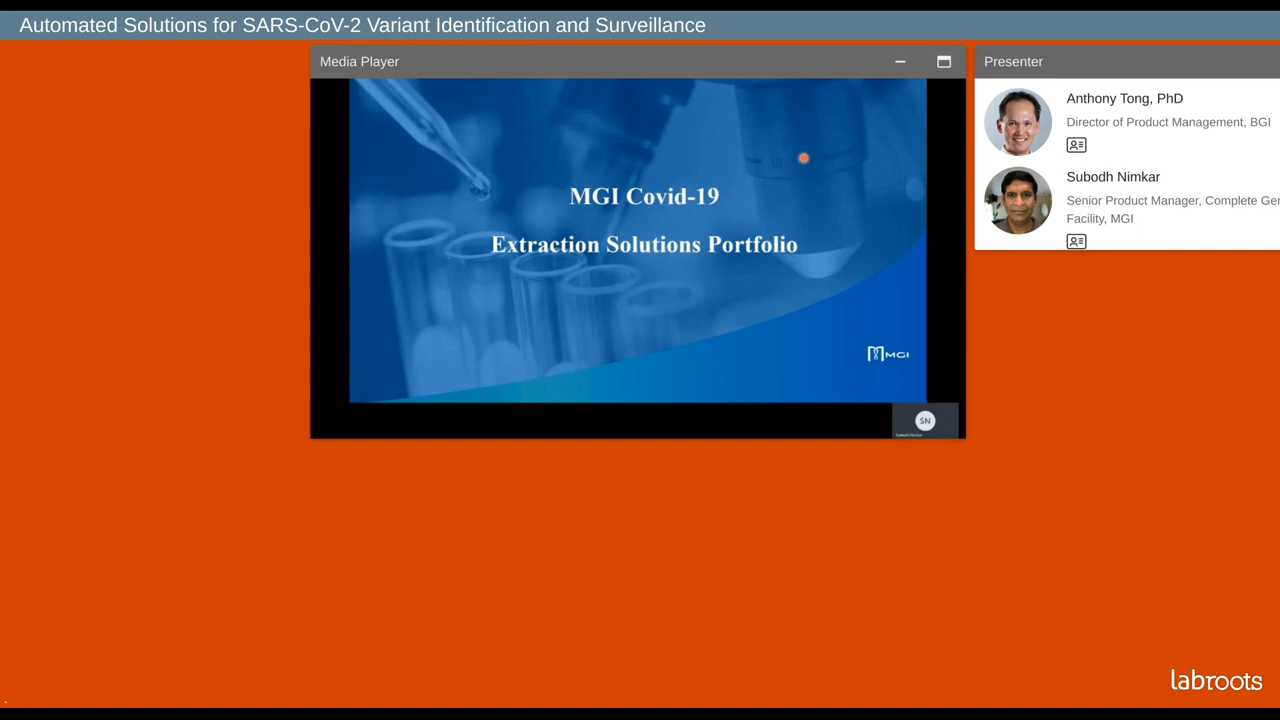 Automated Solutions for SARS-CoV-2 Variant Identification and Surveillance
Media Player
MGI Covid-19
Extraction Solutions Portfolio
MGI
SN
Presenter
Anthony Tong, PhD
Director of Product Management, BGI
Subodh Nimkar
Senior Product Manager, Complete Ger
Facility, MGI
labroots